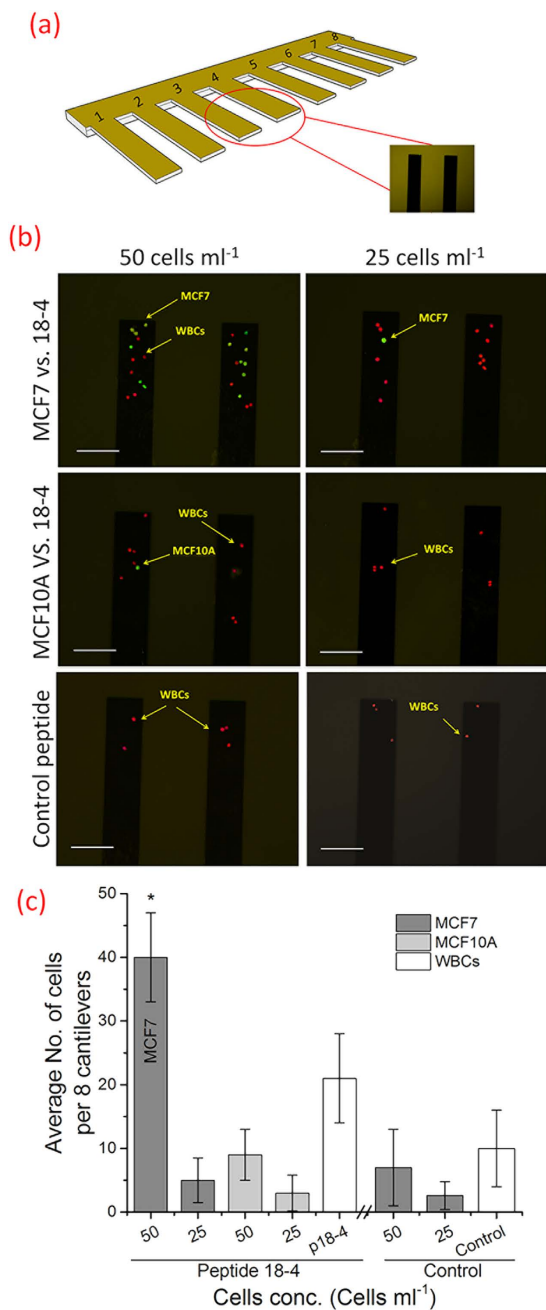 (a)
1 2 3 4 5 6 7 8
(b)
50 cells ml-1
25 cells ml-1
MCF7 vs. 18-4
MCF7
WBCs
MCF7
MCF10A VS. 18-4
WBCs
MCF10A
WBCs
Control peptide
WBCs
WBCs
(c)
50
40
30
20
10
0
Average No. of cells
per 8 cantilevers
*
MCF7
MCF7
MCF10A
WBCs
50 25 50 25 p18-4 50 25 Control
Peptide 18-4 Control
Cells conc. (Cells ml-1)